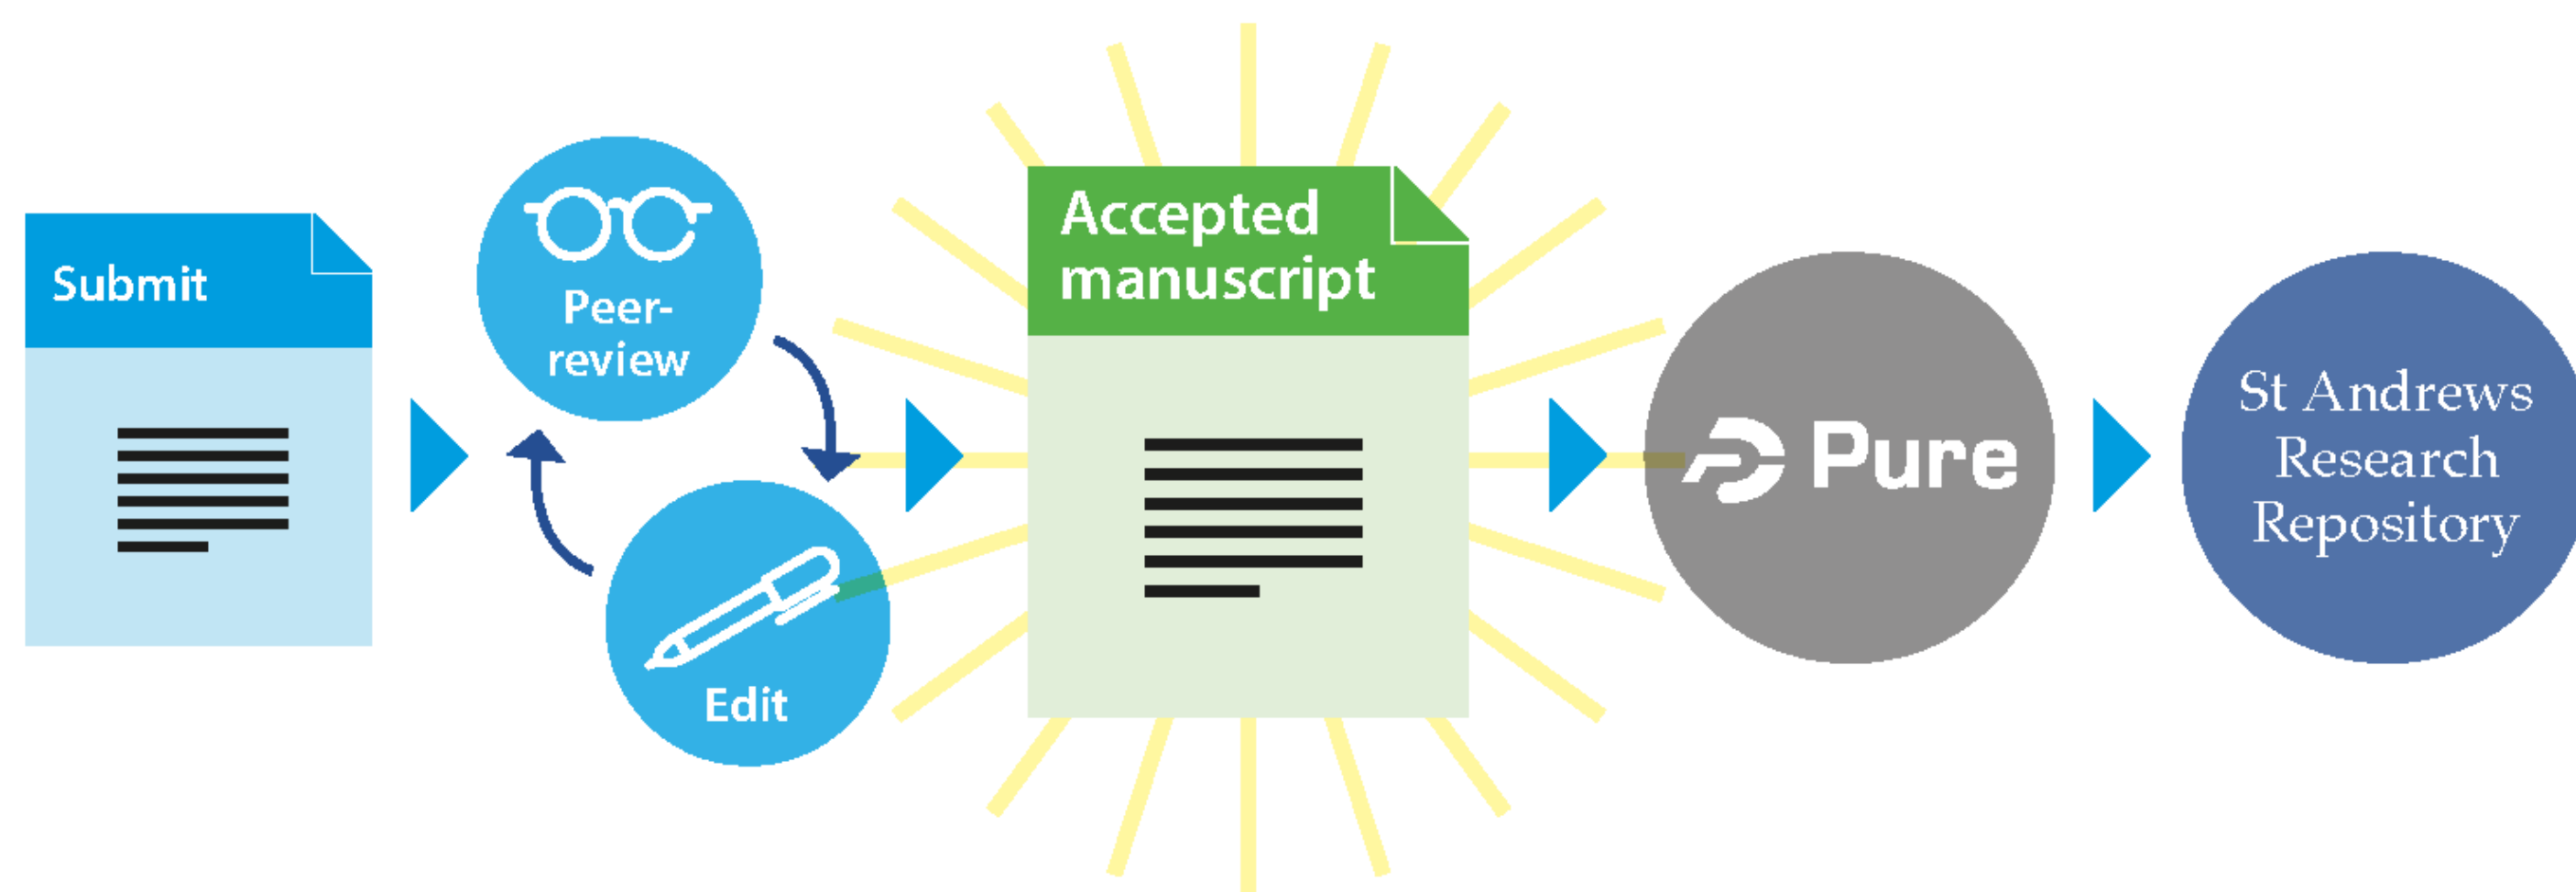 Submit
Peer-
review
Edit
Accepted
manuscript
Pure
St Andrews
Research
Repository